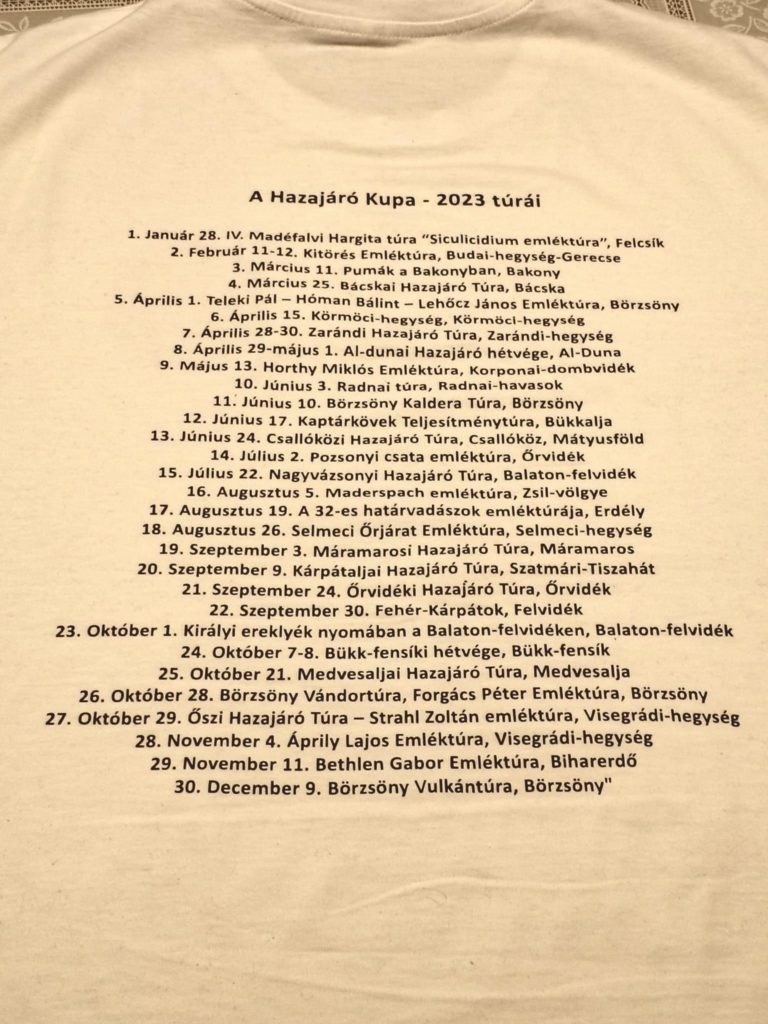 A Hazajáró Kupa - 2023 túrái
1. Január 28. IV. Madéfalvi Hargita túra "Siculicidium emléktúra", Felcsík
2. Február 11-12. Kitörés Emléktúra, Budai-hegység-Gerecse
3. Március 11. Pumák a Bakonyban, Bakony
4. Március 25. Bácskai Hazajáró Túra, Bácska
5. Április 1. Teleki Pál – Hóman Bálint – Lehőcz János Emléktúra, Börzsöny
6. Április 15. Körmöci-hegység, Körmöci-hegység
7. Április 28-30. Zarándi Hazajáró Túra, Zarándi-hegység
8. Április 29-május 1. Al-dunai Hazajáró hétvége, Al-Duna
9. Május 13. Horthy Miklós Emléktúra, Korponai-dombvidék
10. Június 3. Radnai túra, Radnai-havasok
11. Június 10. Börzsöny Kaldera Túra, Börzsöny
12. Június 17. Kaptárkövek Teljesítménytúra, Bükkalja
13. Június 24. Csallóközi Hazajáró Túra, Csallóköz, Mátyusföld
14. Július 2. Pozsonyi csata emléktúra, Őrvidék
15. Július 22. Nagyvázsonyi Hazajáró Túra, Balaton-felvidék
16. Augusztus 5. Maderspach emléktúra, Zsil-völgye
17. Augusztus 19. A 32-es határvadászok emléktúrája, Erdély
18. Augusztus 26. Selmeci Őrjárat Emléktúra, Selmeci-hegység
19. Szeptember 3. Máramarosi Hazajáró Túra, Máramaros
20. Szeptember 9. Kárpátaljai Hazajáró Túra, Szatmári-Tiszahát
21. Szeptember 24. Őrvidéki Hazajáró Túra, Őrvidék
22. Szeptember 30. Fehér-Kárpátok, Felvidék
23. Október 1. Királyi ereklyék nyomában a Balaton-felvidéken, Balaton-felvidék
24. Október 7-8. Bükk-fensíki hétvége, Bükk-fensík
25. Október 21. Medvesaljai Hazajáró Túra, Medvesalja
26. Október 28. Börzsöny Vándortúra, Forgács Péter Emléktúra, Börzsöny
27. Október 29. Őszi Hazajáró Túra – Strahl Zoltán emléktúra, Visegrádi-hegység
28. November 4. Áprily Lajos Emléktúra, Visegrádi-hegység
29. November 11. Bethlen Gabor Emléktúra, Biharerdő
30. December 9. Börzsöny Vulkántúra, Börzsöny"